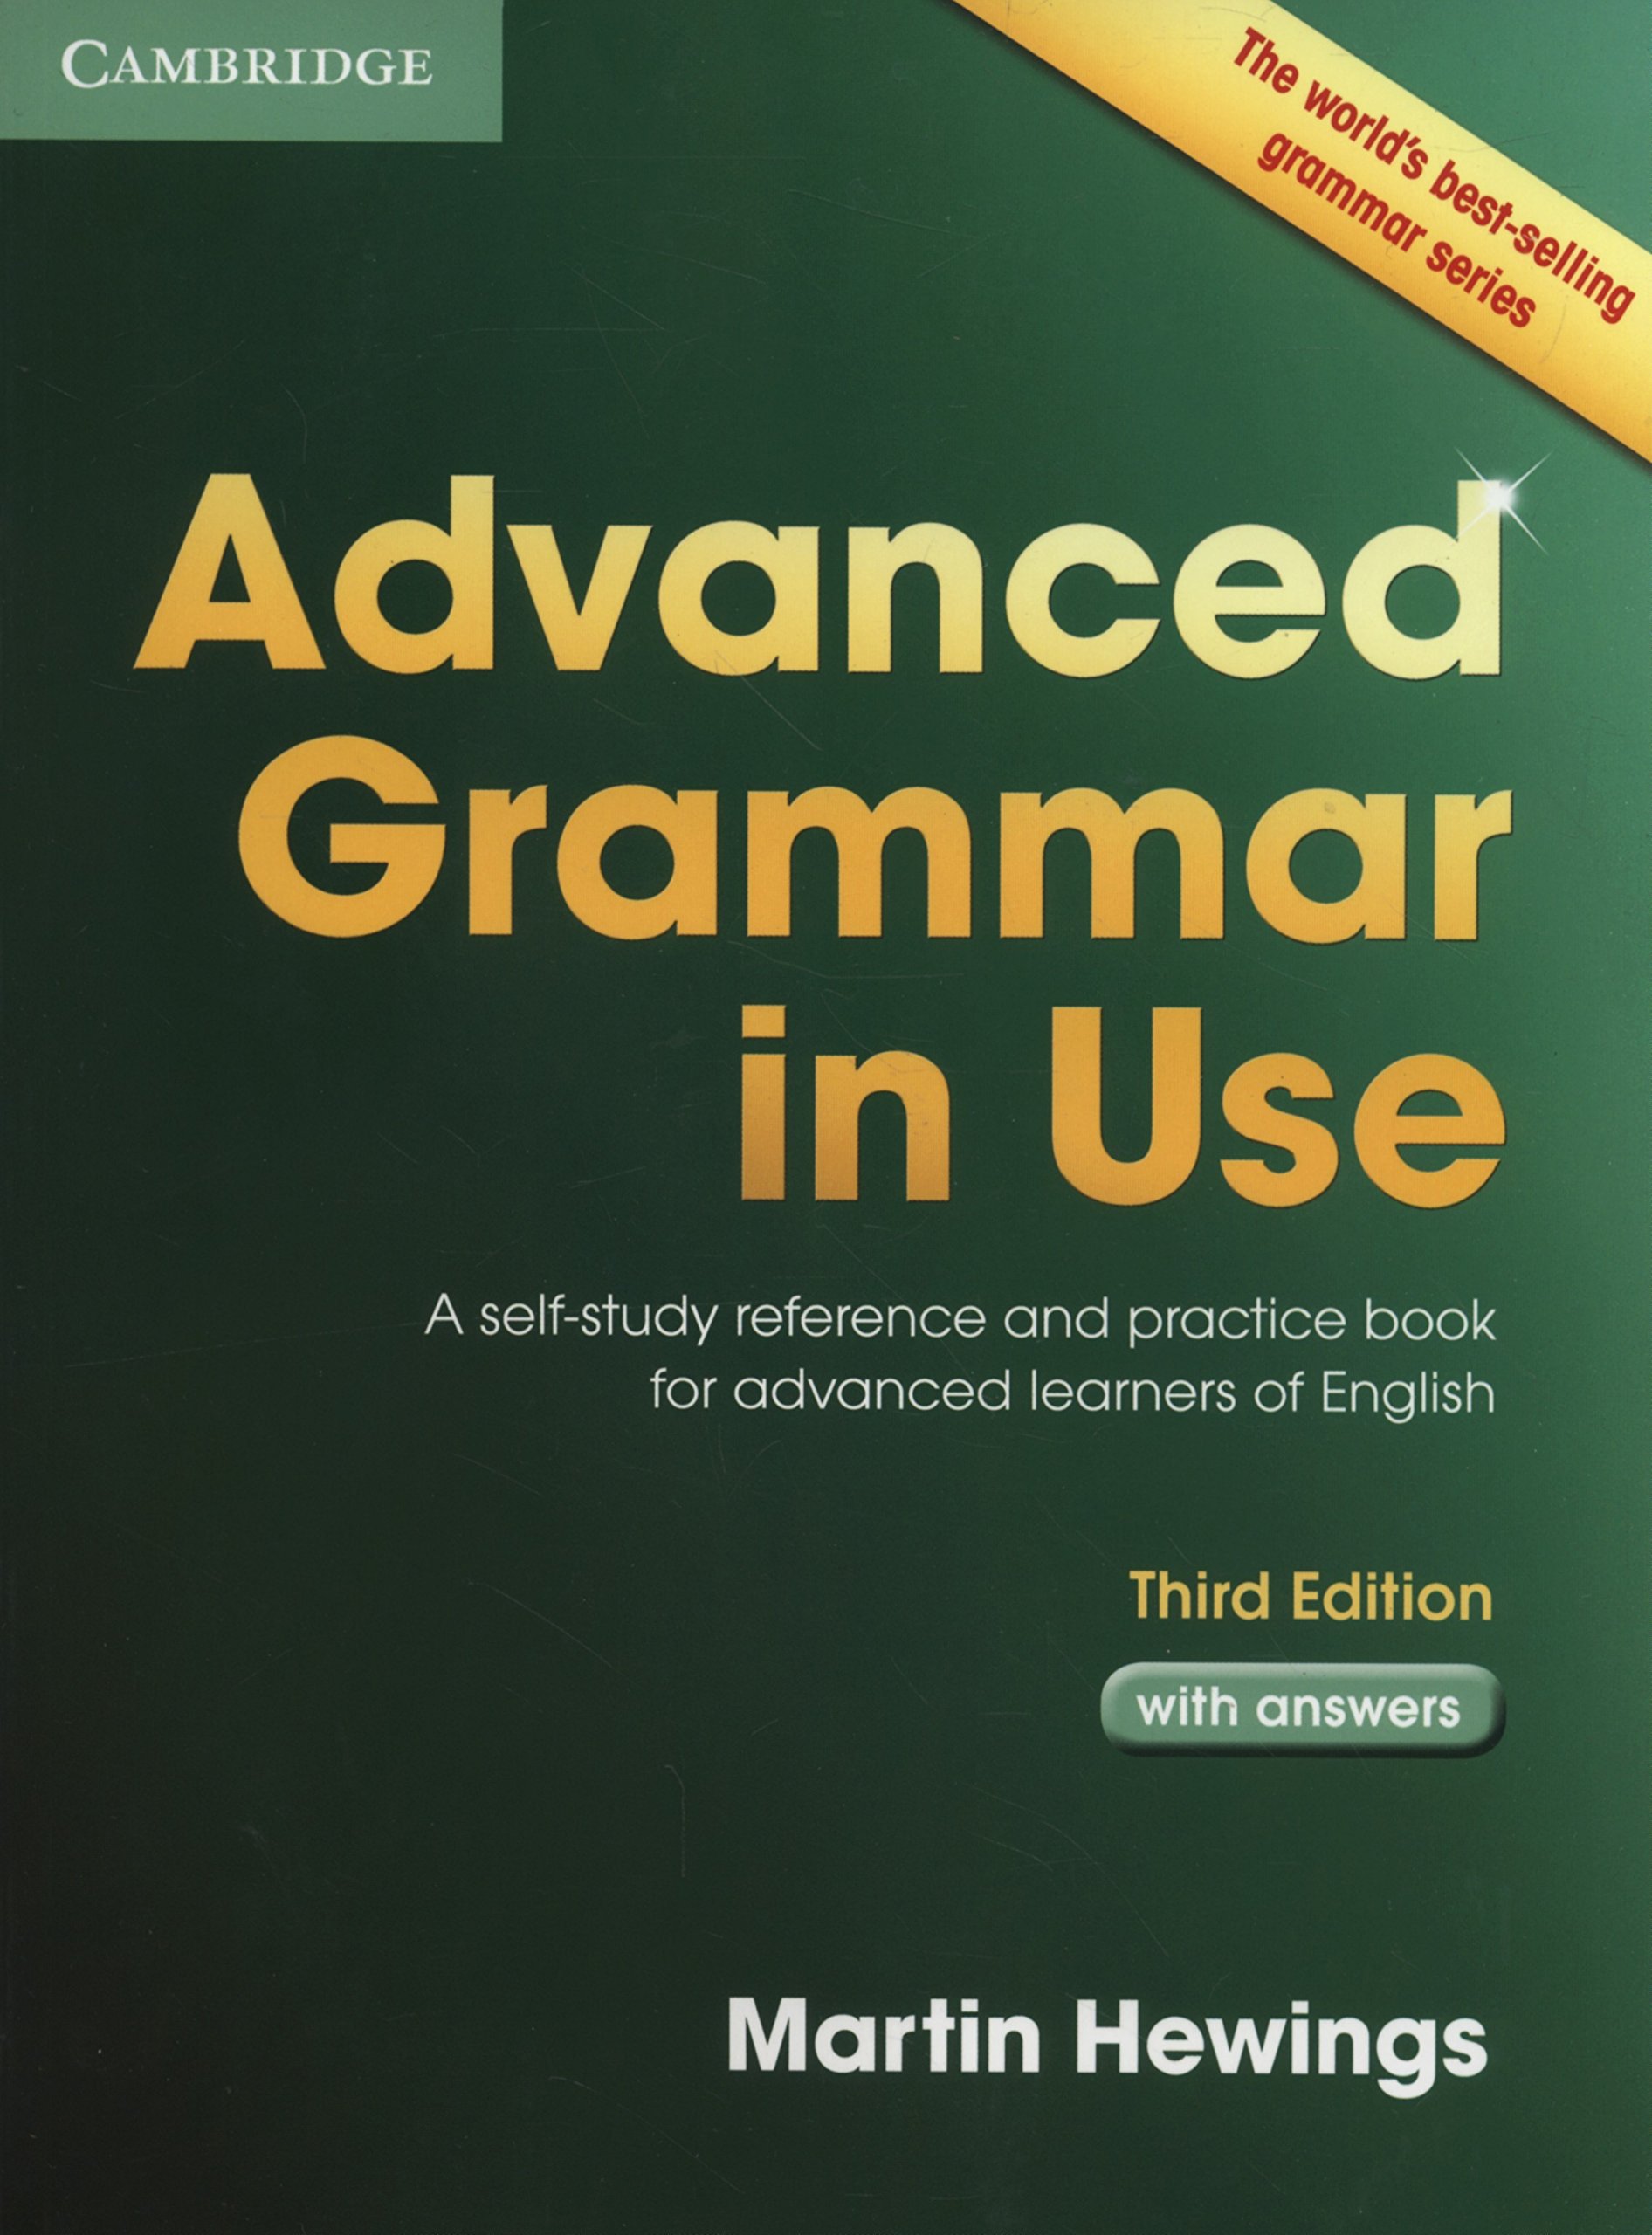 CAMBRIDGE
The world's best-selling
grammar series
Advanced
Grammar
in Use
A self-study reference and practice book
for advanced learners of English
Third Edition
with answers
Martin Hewings